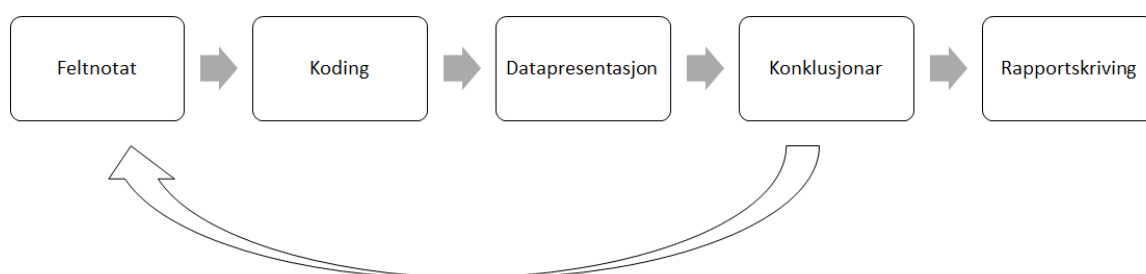 Feltnotat
Koding
Datapresentasjon
Konklusjonar
Rapportskriving